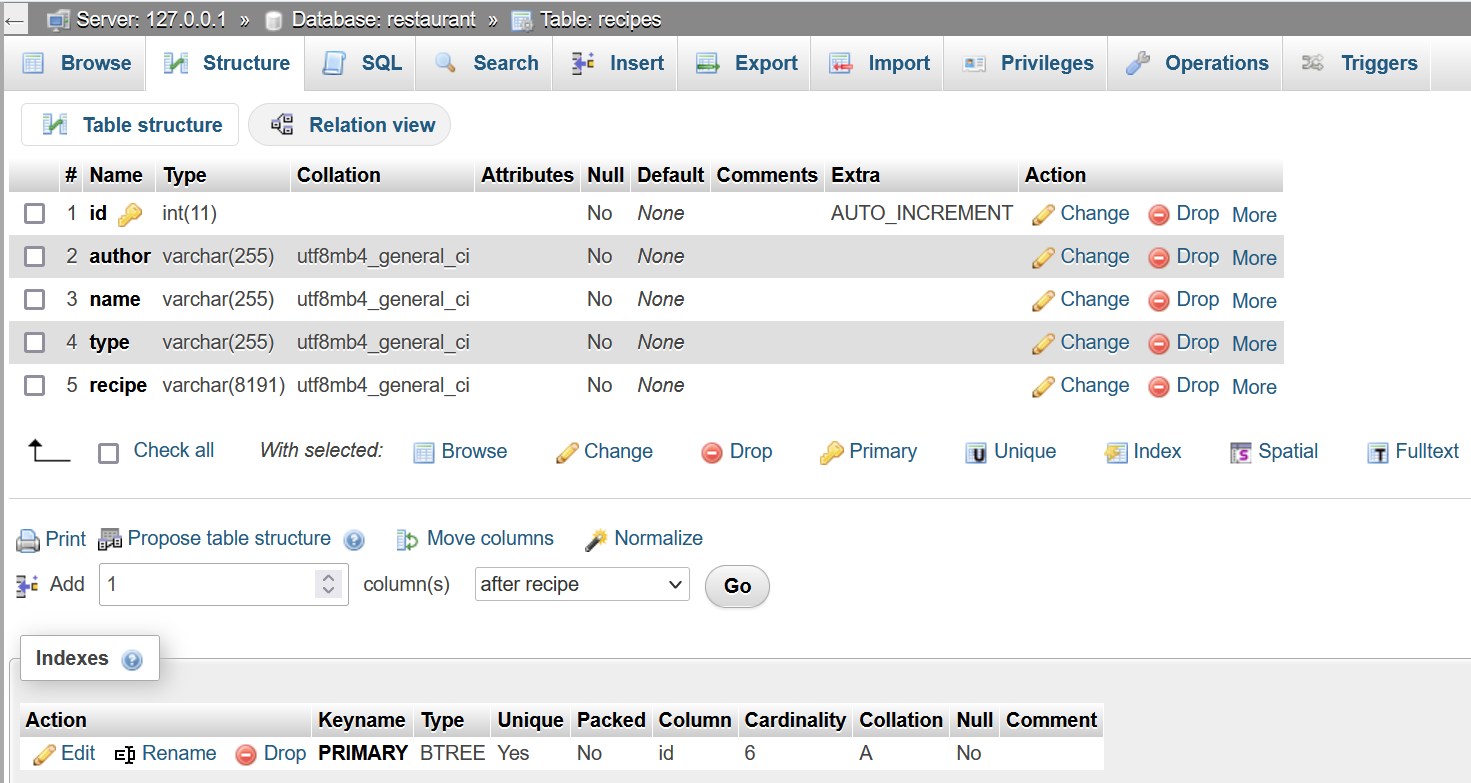 ← Server: 127.0.0.1 » Database: restaurant » Table: recipes
Browse Structure SQL Search Insert Export Import Privileges Operations Triggers
Table structure Relation view
# Name Type Collation Attributes Null Default Comments Extra Action
1 id int(11) No None AUTO_INCREMENT Change Drop More
2 author varchar(255) utf8mb4_general_ci No None Change Drop More
3 name varchar(255) utf8mb4_general_ci No None Change Drop More
4 type varchar(255) utf8mb4_general_ci No None Change Drop More
5 recipe varchar(8191) utf8mb4_general_ci No None Change Drop More
Check all With selected: Browse Change Drop Primary Unique Index Spatial Fulltext
Print Propose table structure Move columns Normalize
Add 1 column(s) after recipe Go
Indexes
Action Keyname Type Unique Packed Column Cardinality Collation Null Comment
Edit Rename Drop PRIMARY BTREE Yes No id 6 A No